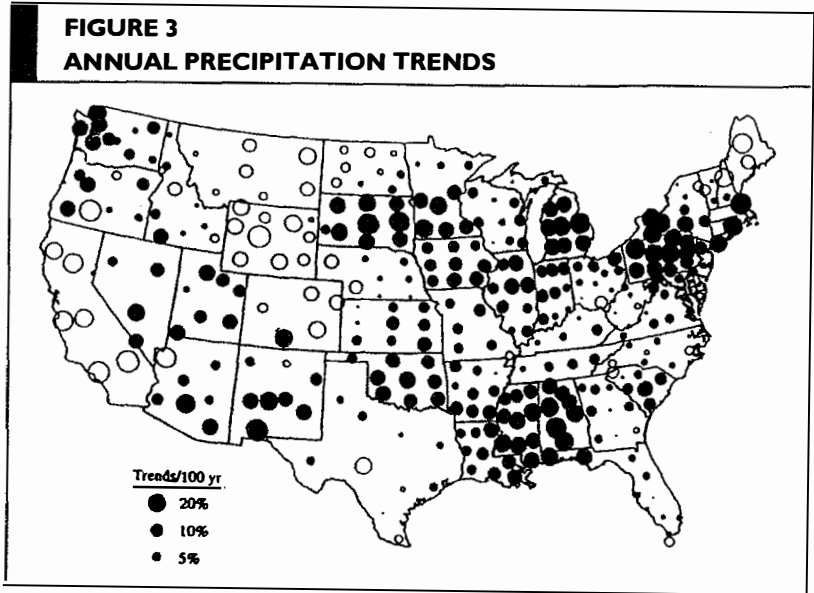 FIGURE 3
ANNUAL PRECIPITATION TRENDS
Trends/100 yr
20%
10%
5%